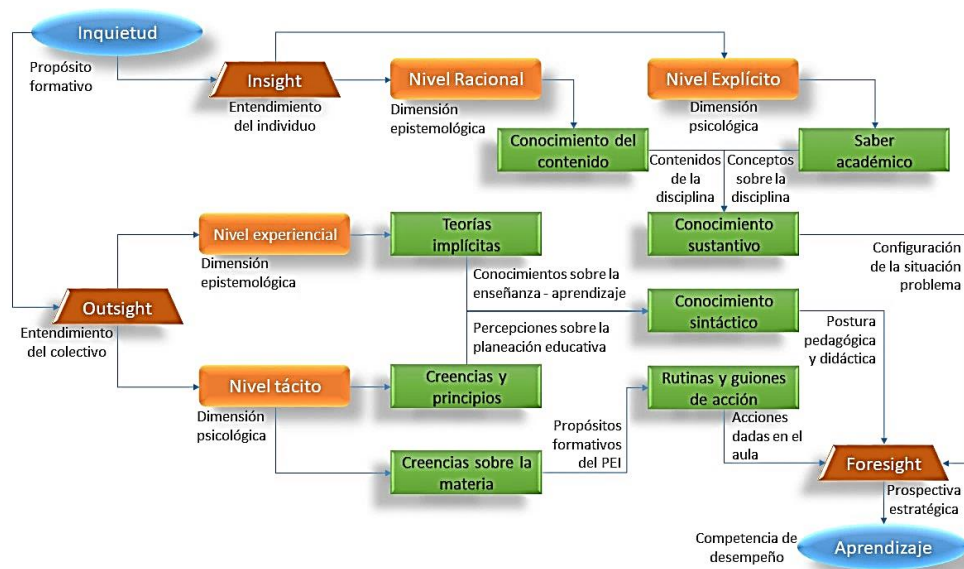 Inquietud
Propósito
formativo
Insight
Entendimiento
del individuo
Nivel Racional
Dimensión
epistemológica
Nivel Explícito
Dimensión
psicológica
Conocimiento del
contenido
Contenidos
de la
disciplina
Conceptos
sobre la
disciplina
Saber
académico
Nivel experiencial
Dimensión
epistemológica
Teorías
implícitas
Conocimiento
sustantivo
Configuración
de la situación
problema
Outsight
Entendimiento
del colectivo
Conocimientos sobre la
enseñanza - aprendizaje
Percepciones sobre la
planeación educativa
Conocimiento
sintáctico
Postura
pedagógica
y didáctica
Nivel tácito
Dimensión
psicológica
Creencias y
principios
Rutinas y guiones
de acción
Acciones
dadas en el
aula
Creencias sobre la
materia
Propósitos
formativos
del PEI
Foresight
Prospectiva
estratégica
Competencia de
desempeño
Aprendizaje